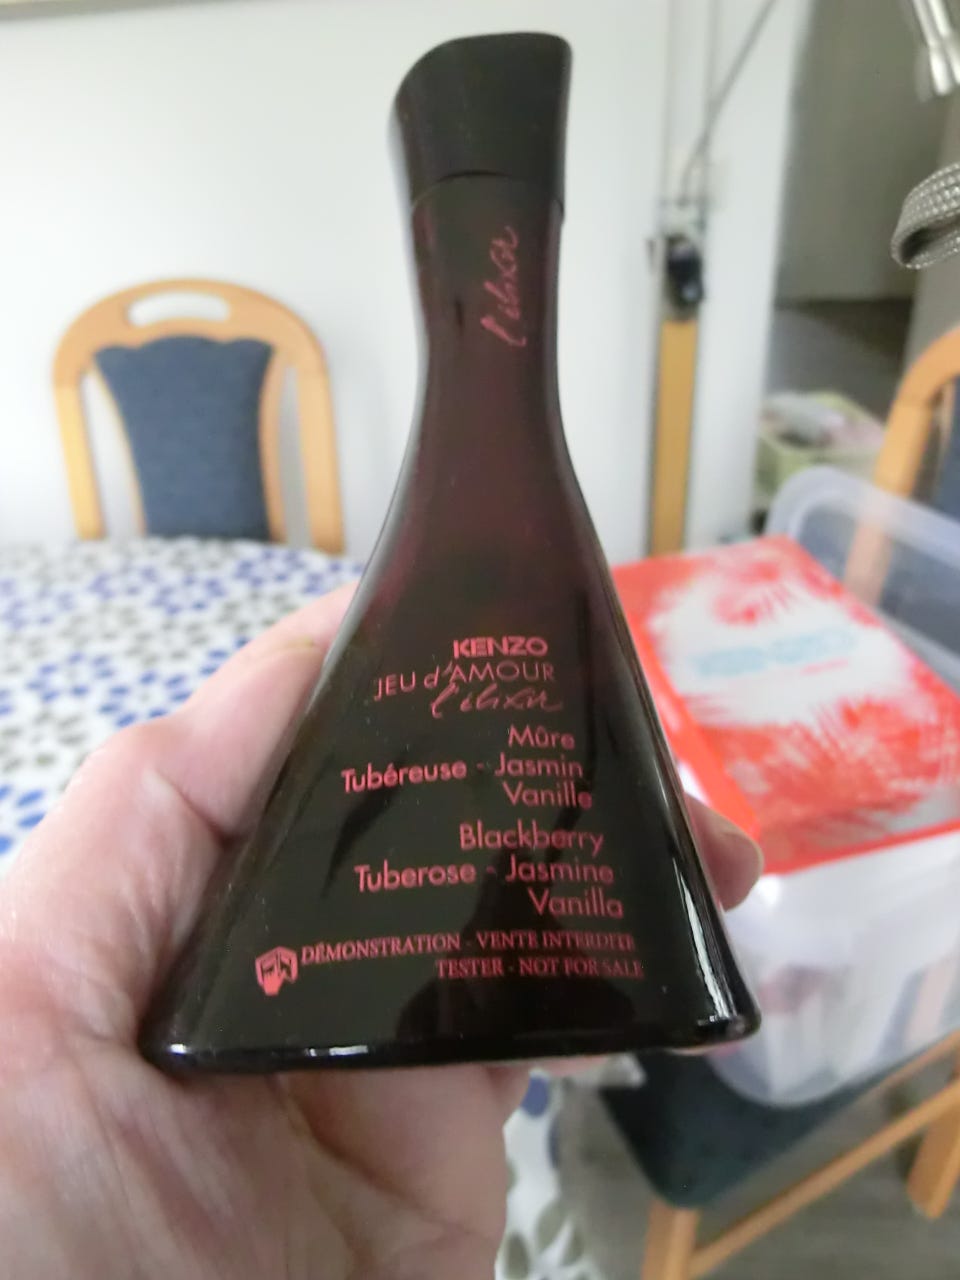 l'élixir
KENZO
JEU d'AMOUR
l'élixir
Mûre
Tubéreuse - Jasmin
Vanille
Blackberry
Tuberose - Jasmine
Vanilla
DÉMONSTRATION - VENTE INTERDITE
TESTER - NOT FOR SALE